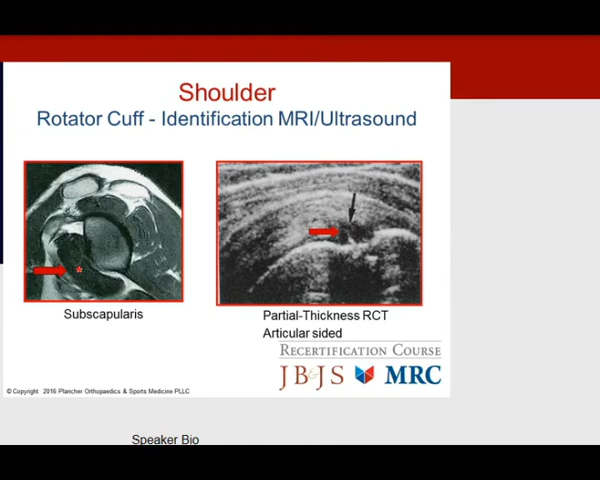 Shoulder
Rotator Cuff - Identification MRI/Ultrasound
*
Subscapularis
Partial-Thickness RCT
Articular sided
RECERTIFICATION COURSE
JB&JS MRC
© Copyright 2016 Plancher Orthopaedics & Sports Medicine PLLC
Speaker Bio